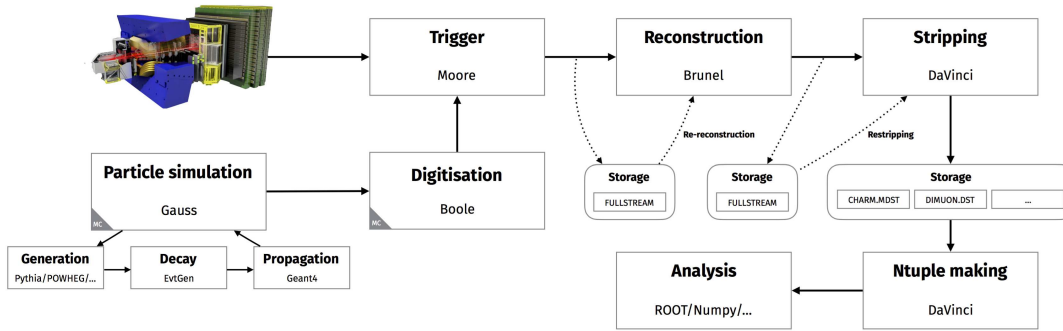 Trigger
Moore
Reconstruction
Brunel
Stripping
DaVinci
Re-reconstruction
Restripping
Particle simulation
Gauss
MC
Digitisation
Boole
MC
Storage
FULLSTREAM
Storage
FULLSTREAM
Storage
CHARM.MDST
DIMUON.DST
...
Generation
Pythia/POWHEG/...
Decay
EvtGen
Propagation
Geant4
Analysis
ROOT/Numpy/...
Ntuple making
DaVinci